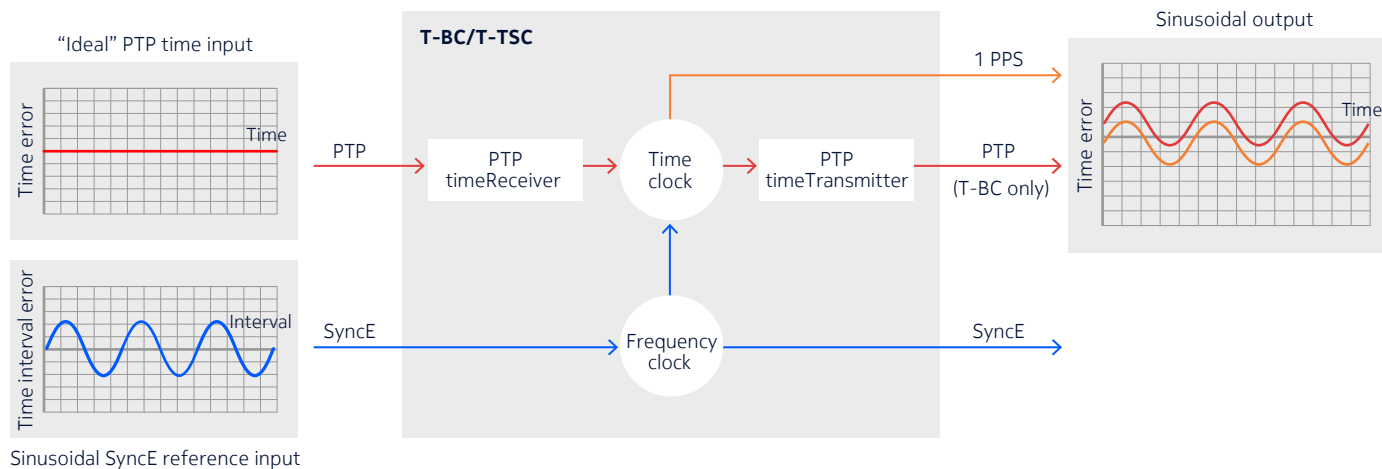 “Ideal” PTP time input
Time error
Time
Time interval error
Interval
Sinusoidal SyncE reference input
T-BC/T-TSC
PTP
PTP
timeReceiver
Time
clock
PTP
timeTransmitter
1 PPS
PTP
(T-BC only)
SyncE
Frequency
clock
SyncE
Sinusoidal output
Time error
Time